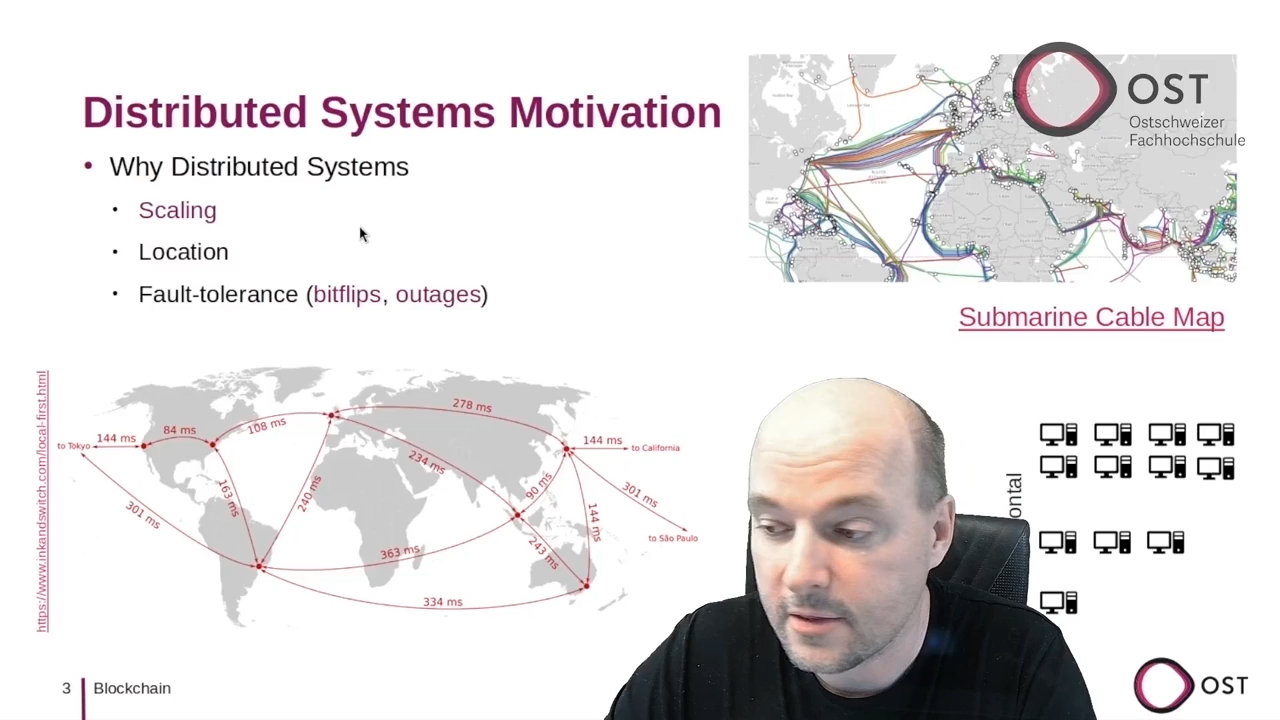 Distributed Systems Motivation
• Why Distributed Systems
• Scaling
• Location
• Fault-tolerance (bitflips, outages)
OST
Ostschweizer
Fachhochschule
Submarine Cable Map
https://www.inkandswitch.com/local-first.html
to Tokyo
144 ms
84 ms
108 ms
278 ms
144 ms
to California
163 ms
240 ms
234 ms
90 ms
301 ms
301 ms
144 ms
to São Paulo
363 ms
243 ms
334 ms
ontal
3
Blockchain
OST